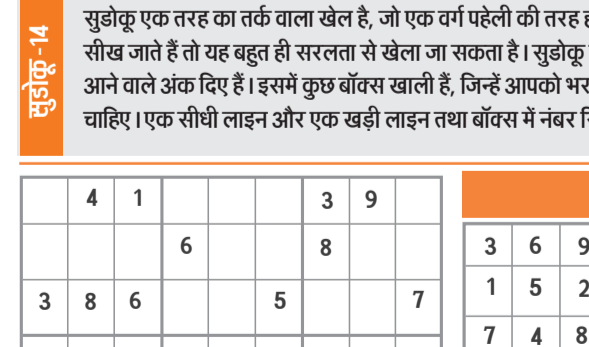 सुडोकू-14
सुडोकू एक तरह का तर्क वाला खेल है, जो एक वर्ग पहेली की तरह
सीख जाते हैं तो यह बहुत ही सरलता से खेला जा सकता है। सुडोकू
आने वाले अंक दिए हैं। इसमें कुछ बॉक्स खाली हैं, जिन्हें आपको
चाहिए। एक सीधी लाइन और एक खड़ी लाइन तथा बॉक्स में नंबर
4 1 3 9
6 8
3 8 6 5 7
3 6 9
1 5 2
7 4 8